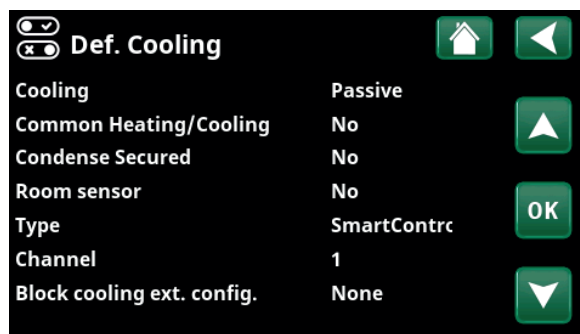 Def. Cooling
Cooling Passive
Common Heating/Cooling No
Condense Secured No
Room sensor No
Type SmartContrc
OK
Channel 1
Block cooling ext. config. None